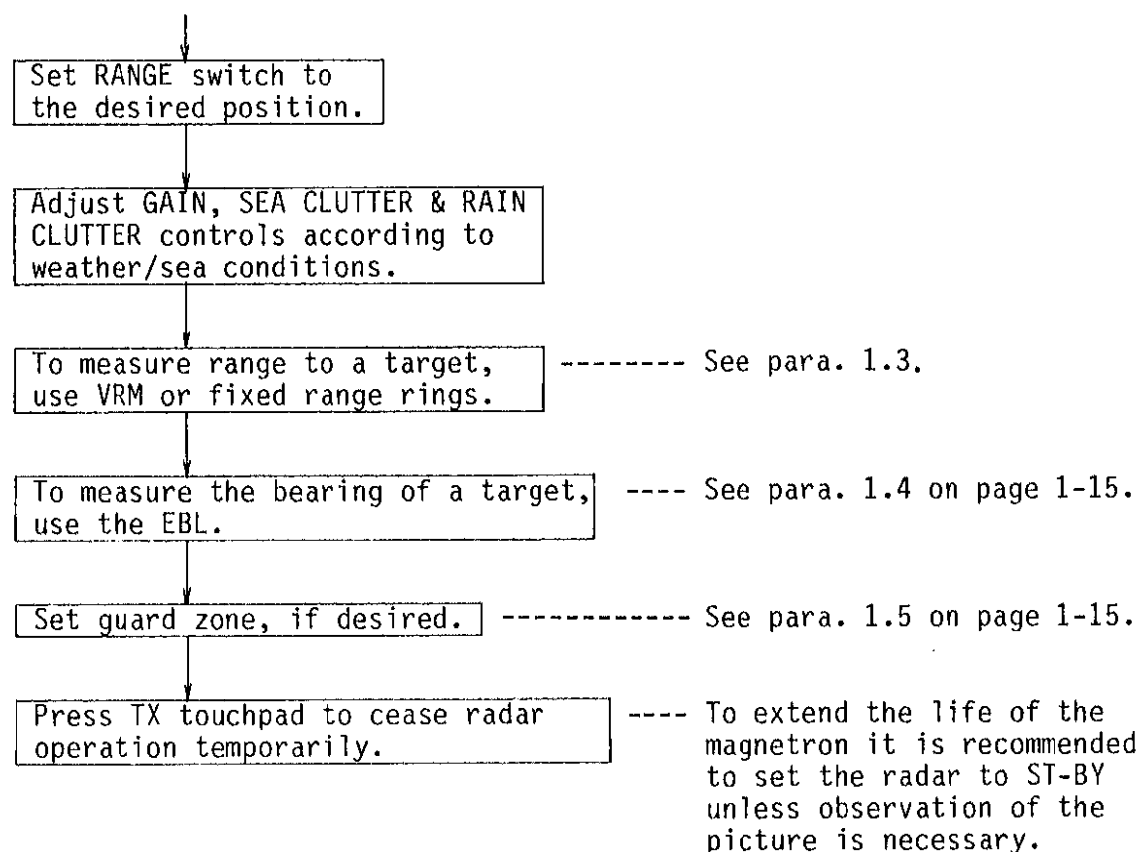 Set RANGE switch to
the desired position.
Adjust GAIN, SEA CLUTTER & RAIN
CLUTTER controls according to
weather/sea conditions.
To measure range to a target, -------- See para. 1.3.
use VRM or fixed range rings.
To measure the bearing of a target, ---- See para. 1.4 on page 1-15.
use the EBL.
Set guard zone, if desired. ------------ See para. 1.5 on page 1-15.
Press TX touchpad to cease radar ---- To extend the life of the
operation temporarily. magnetron it is recommended
to set the radar to ST-BY
unless observation of the
picture is necessary.